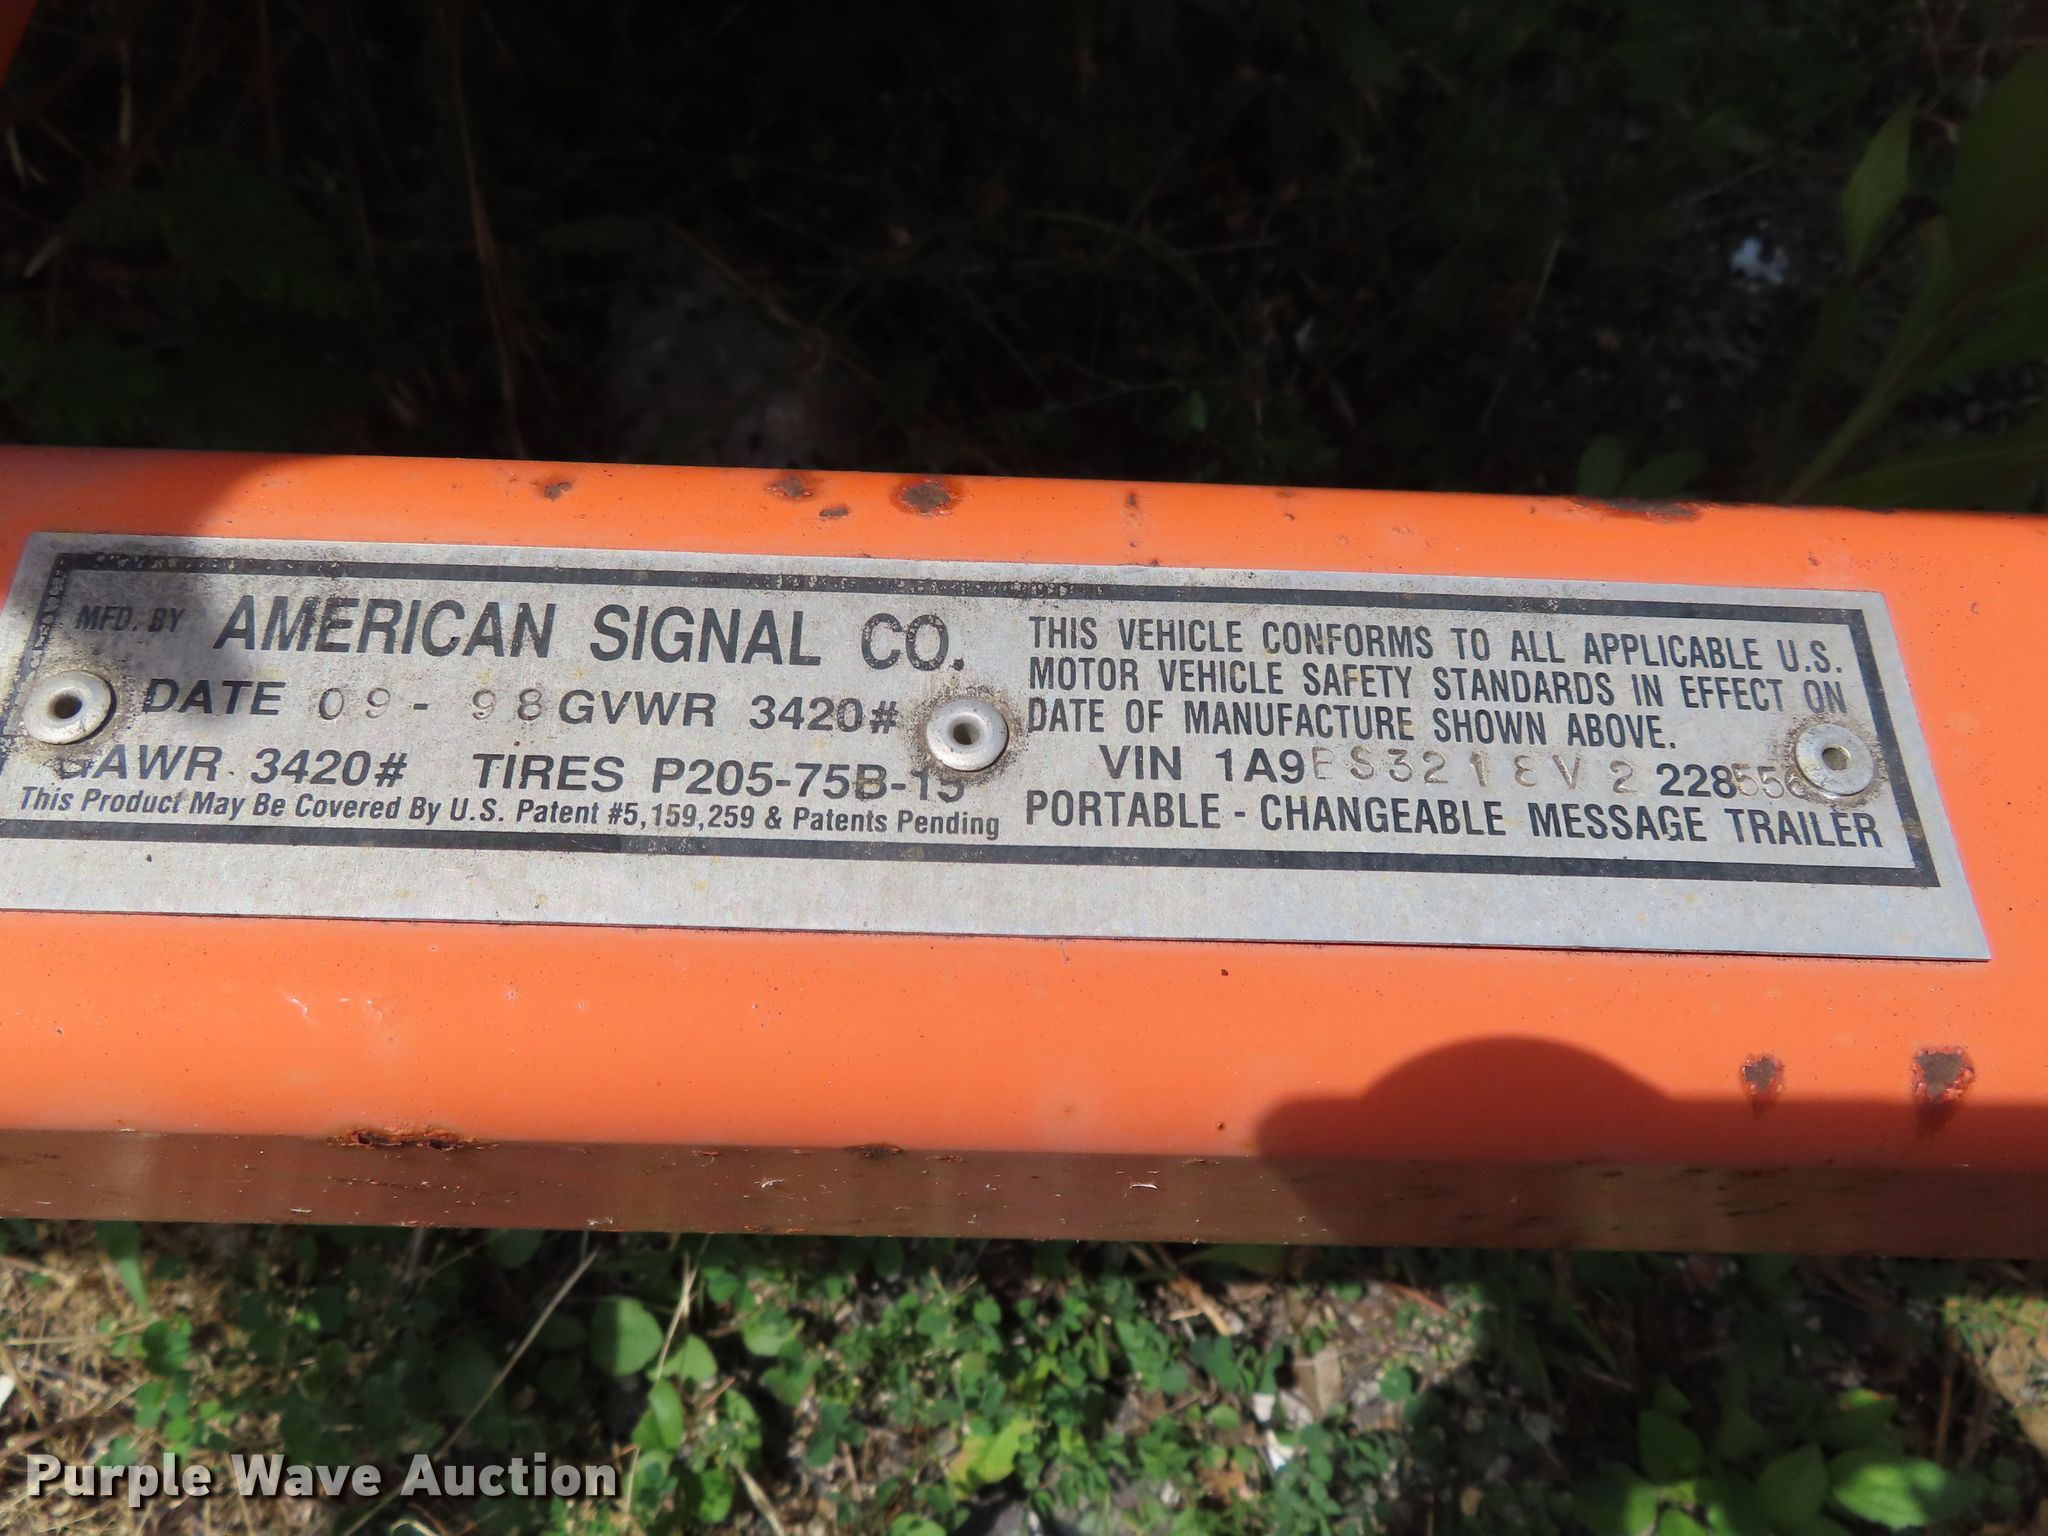 MFD. BY AMERICAN SIGNAL CO.
DATE 09-98 GVWR 3420#
GAWR 3420# TIRES P205-75B-15
This Product May Be Covered By U.S. Patent #5,159,259 & Patents Pending
THIS VEHICLE CONFORMS TO ALL APPLICABLE U.S.
MOTOR VEHICLE SAFETY STANDARDS IN EFFECT ON
DATE OF MANUFACTURE SHOWN ABOVE.
VIN
PORTABLE - CHANGEABLE MESSAGE TRAILER
Purple Wave Auction